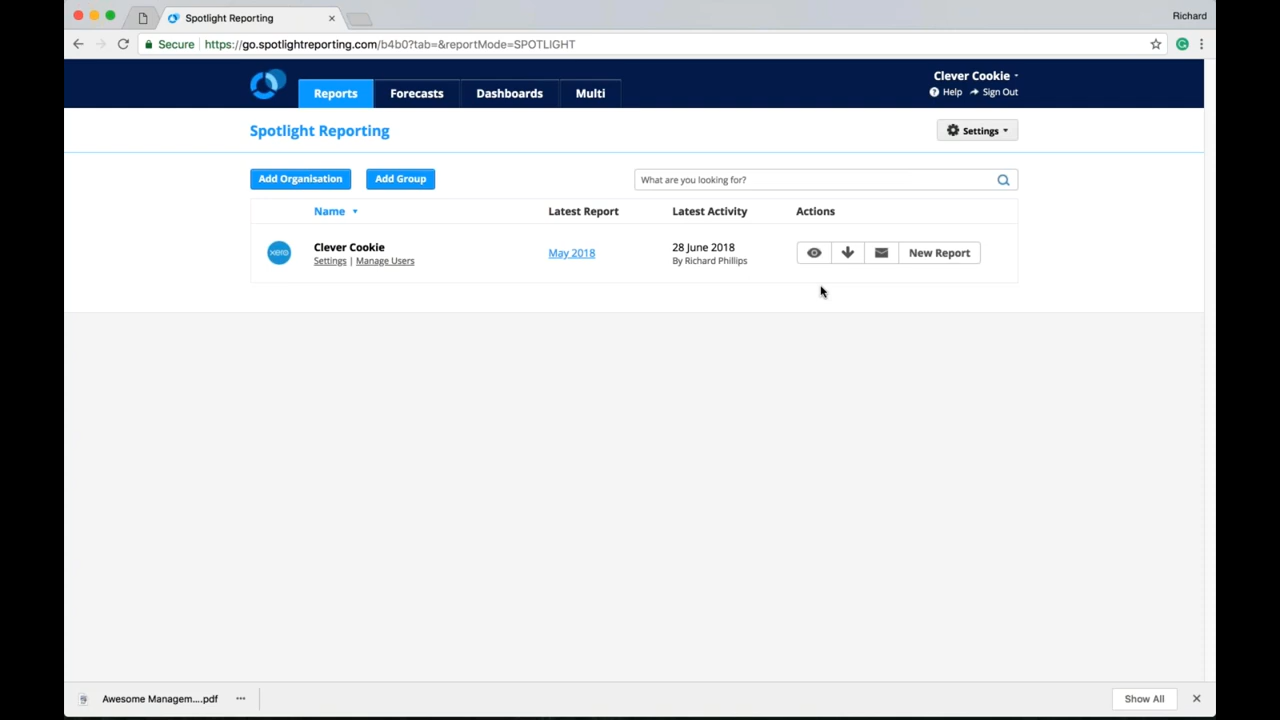 Spotlight Reporting
Richard
Secure https://go.spotlightreporting.com/b4b0?tab=&reportMode=SPOTLIGHT
Reports Forecasts Dashboards Multi
Clever Cookie
Help Sign Out
Spotlight Reporting
Settings
Add Organisation Add Group
What are you looking for?
Name Latest Report Latest Activity Actions
xero
Clever Cookie
Settings | Manage Users
May 2018
28 June 2018
By Richard Phillips
New Report
Awesome Managem....pdf
Show All